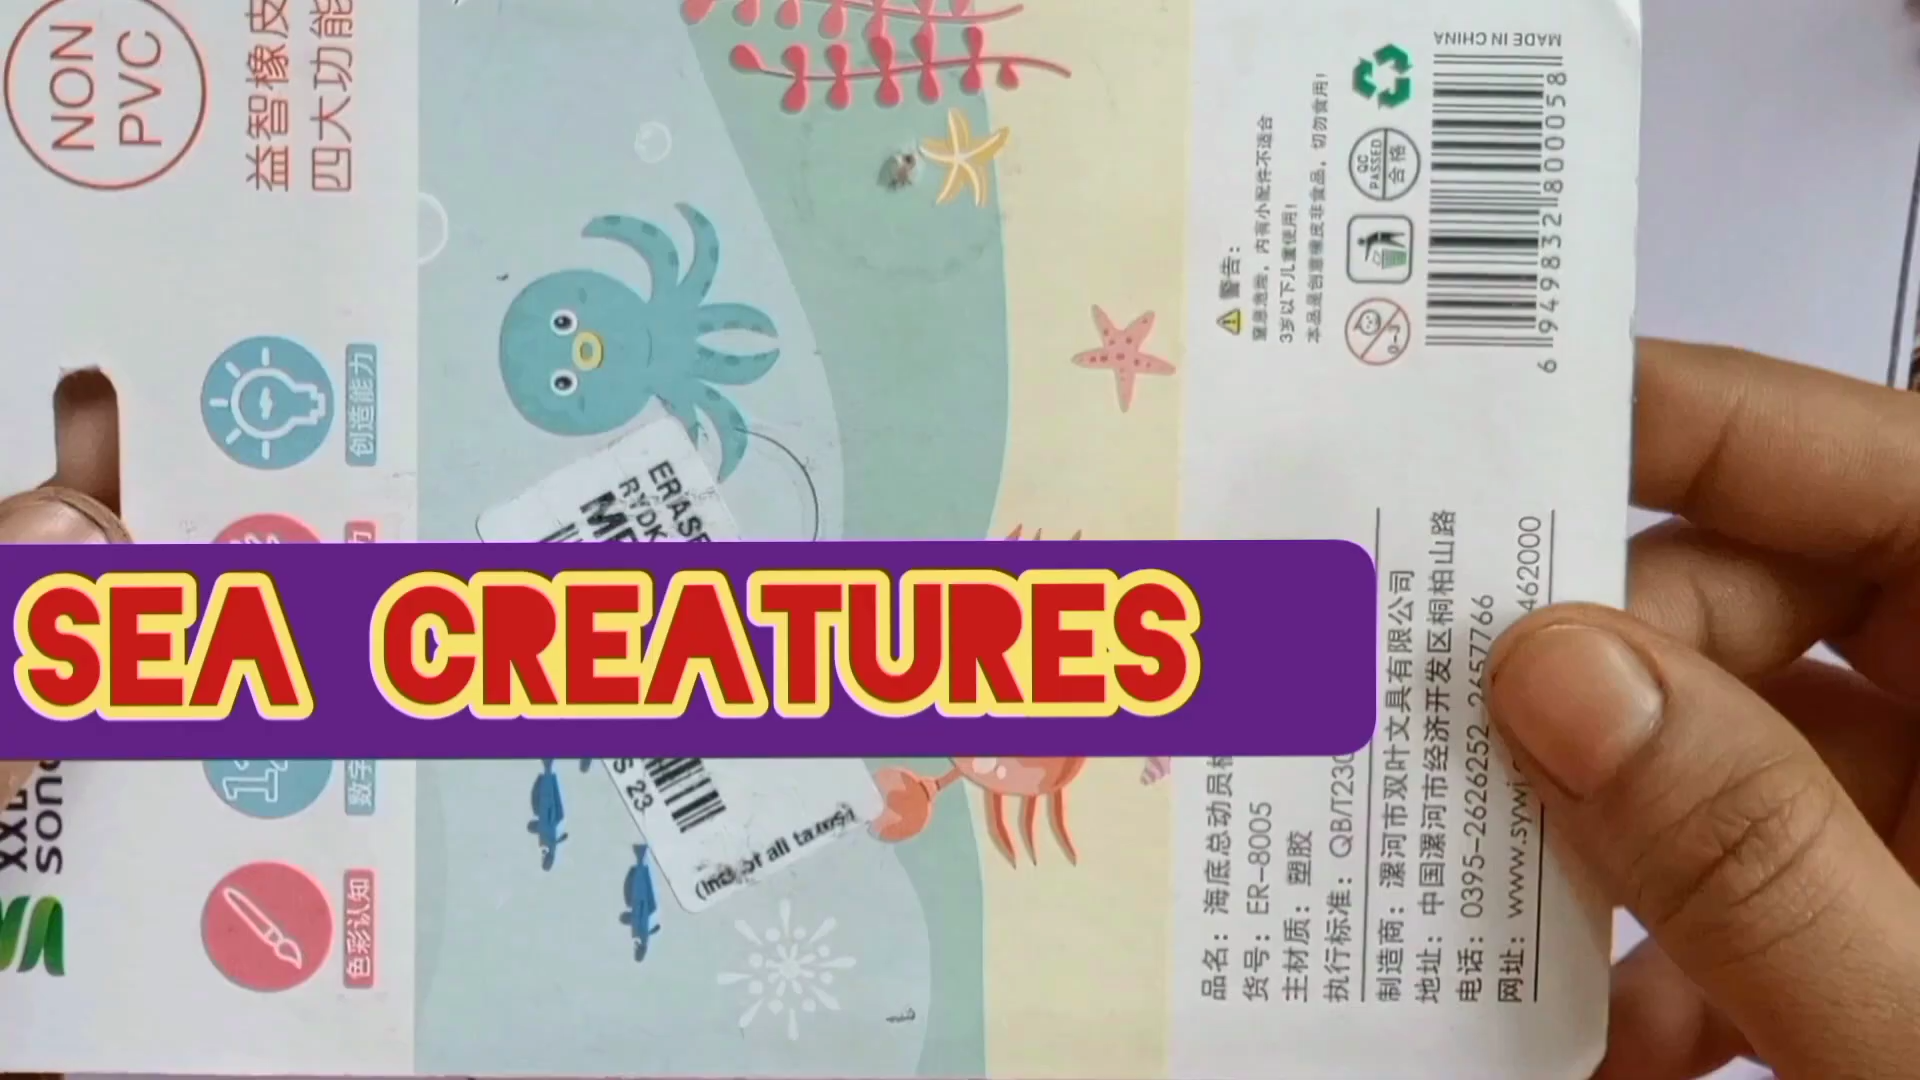 NON
PVC
益智橡皮
四大功能
创造能力
色彩认知
SEA CREATURES
ERASE
S 23
of all taxes)
警告:
窒息危险, 内有小配件不适合
3岁以下儿童使用!
本品是创意橡皮非食品, 切勿食用!
QC
PASSED
合格
0-3
MADE IN CHINA
6 949832 800058
品名: 海底总动员
货号: ER-8005
主材质: 塑胶
执行标准: QB/T230
制造商: 漯河市双叶文具有限公司
地址: 中国漯河市经济开发区桐柏山路
电话: 0395-2626252 2657766
网址: www.sywj
462000